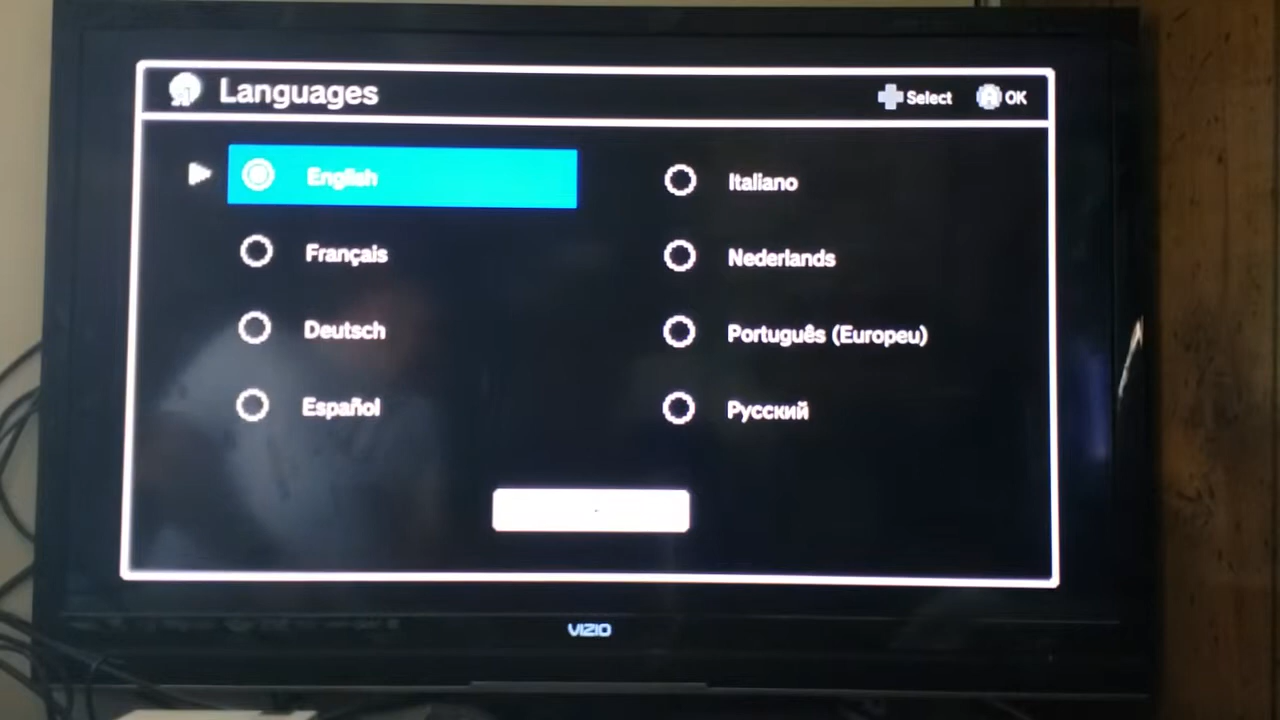 Languages
Select
OK
English
Italiano
Français
Nederlands
Deutsch
Português (Europeu)
Español
Русский
VIZIO